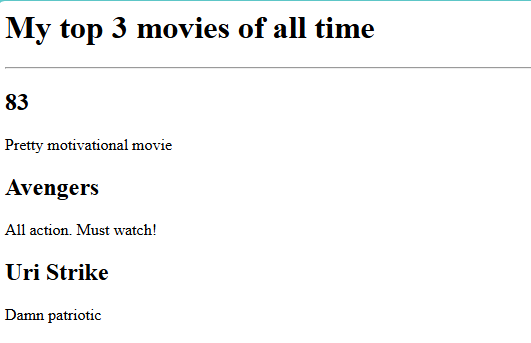 My top 3 movies of all time
83
Pretty motivational movie
Avengers
All action. Must watch!
Uri Strike
Damn patriotic